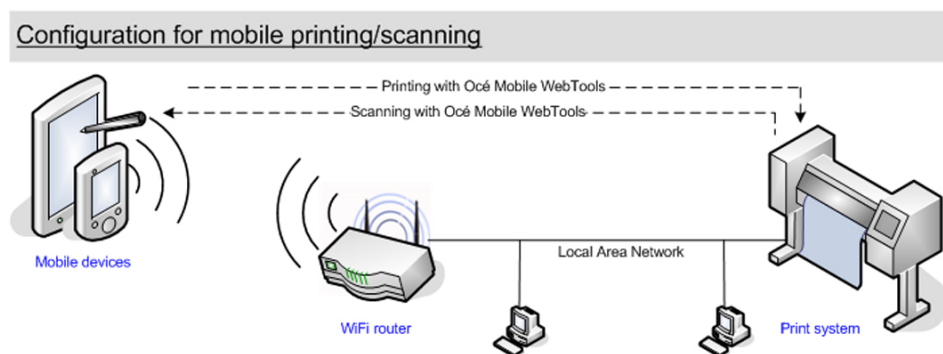 Configuration for mobile printing/scanning
Printing with Océ Mobile WebTools
Scanning with Océ Mobile WebTools
Local Area Network
Mobile devices
WiFi router
Print system